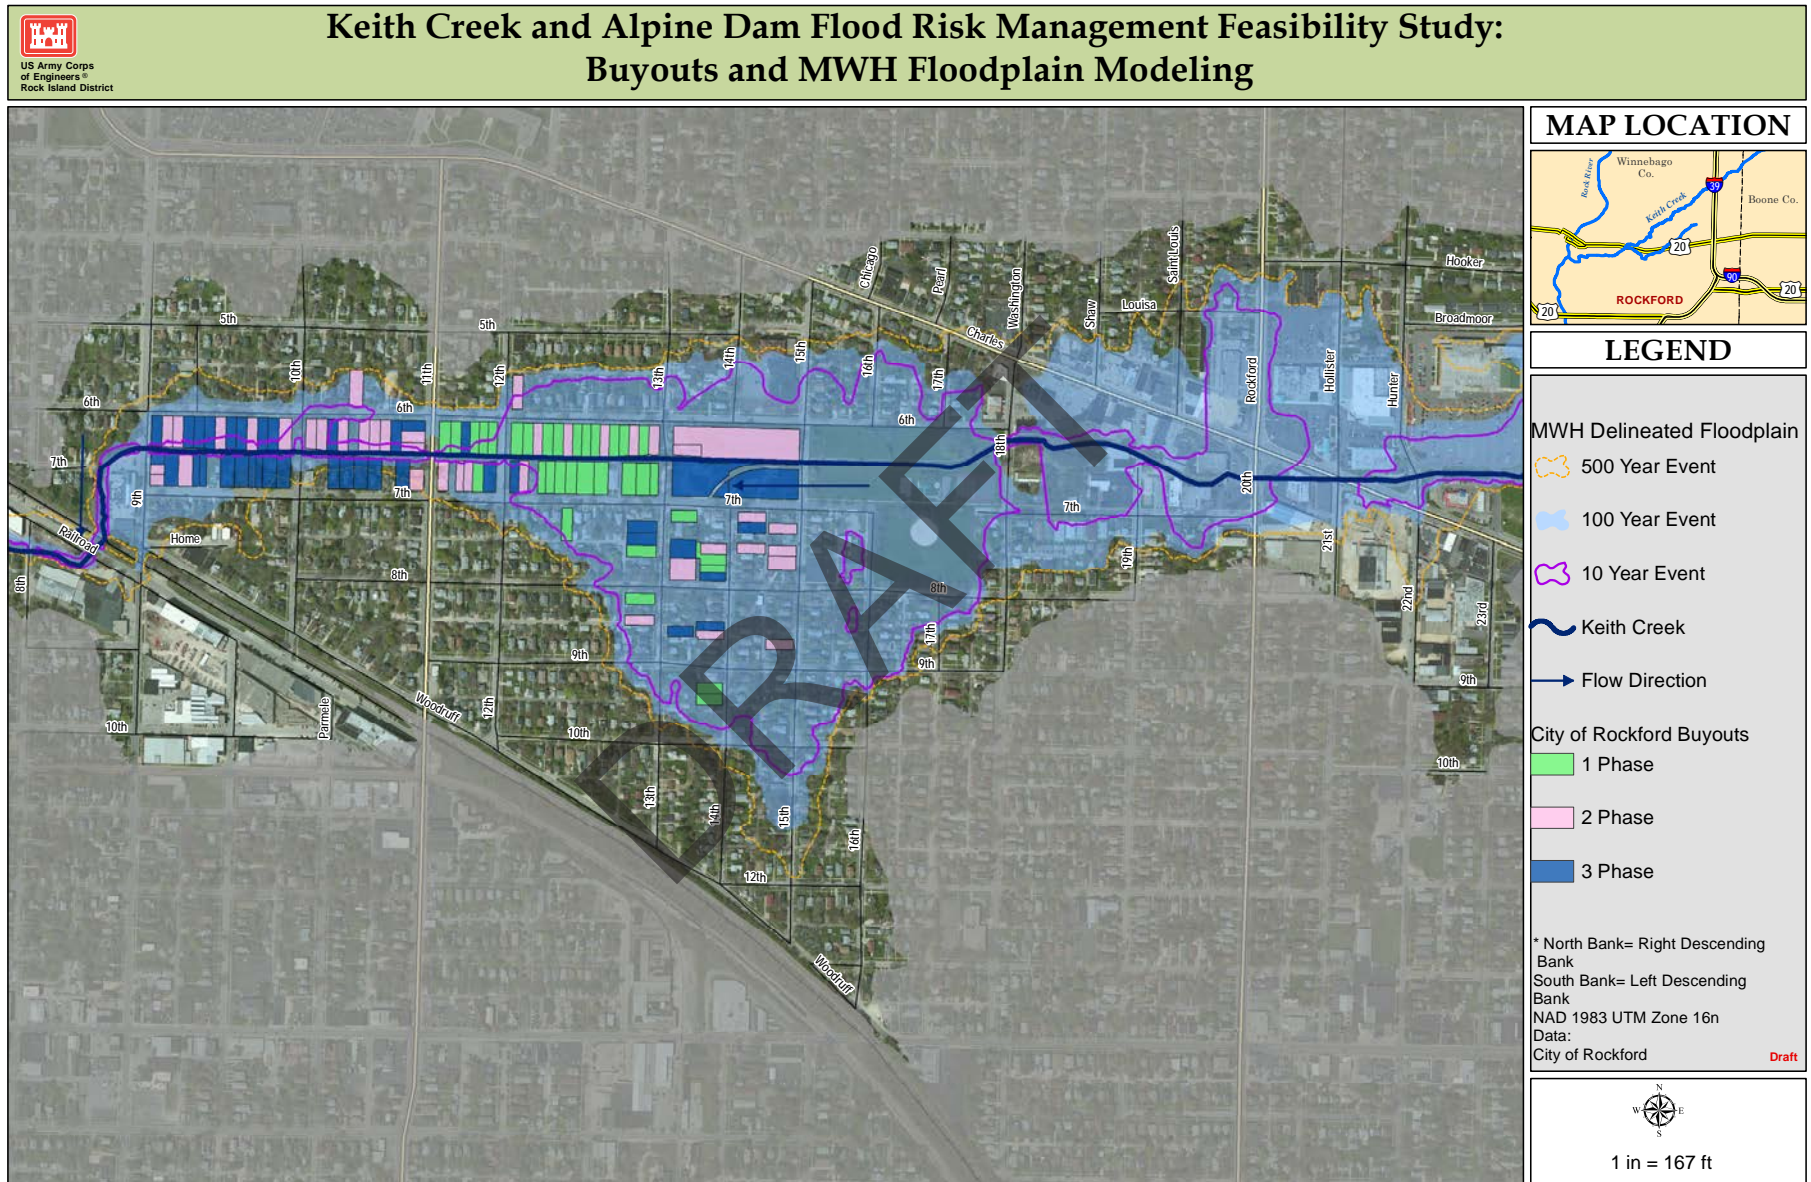 Keith Creek and Alpine Dam Flood Risk Management Feasibility Study:
Buyouts and MWH Floodplain Modeling
US Army Corps
of Engineers ®
Rock Island District
MAP LOCATION
Rock River
Winnebago
Co.
39
Keith Creek
Boone Co.
20
90
20
ROCKFORD
20
LEGEND
MWH Delineated Floodplain
500 Year Event
100 Year Event
10 Year Event
Keith Creek
Flow Direction
City of Rockford Buyouts
1 Phase
2 Phase
3 Phase
* North Bank= Right Descending
Bank
South Bank= Left Descending
Bank
NAD 1983 UTM Zone 16n
Data:
City of Rockford
Draft
N
W
E
S
1 in = 167 ft
Chicago
Pearl
Washington
Shaw
Saint Louis
Louisa
Hooker
Broadmoor
5th
5th
Charles
10th
11th
12th
13th
14th
15th
16th
17th
Rockford
Hollister
Hunter
6th
6th
6th
7th
9th
7th
7th
18th
7th
20th
Railroad
Home
8th
8th
8th
19th
21st
22nd
23rd
9th
17th
9th
9th
10th
Parmele
Woodruff
12th
10th
10th
13th
14th
15th
16th
12th
Woodruff
DRAFT